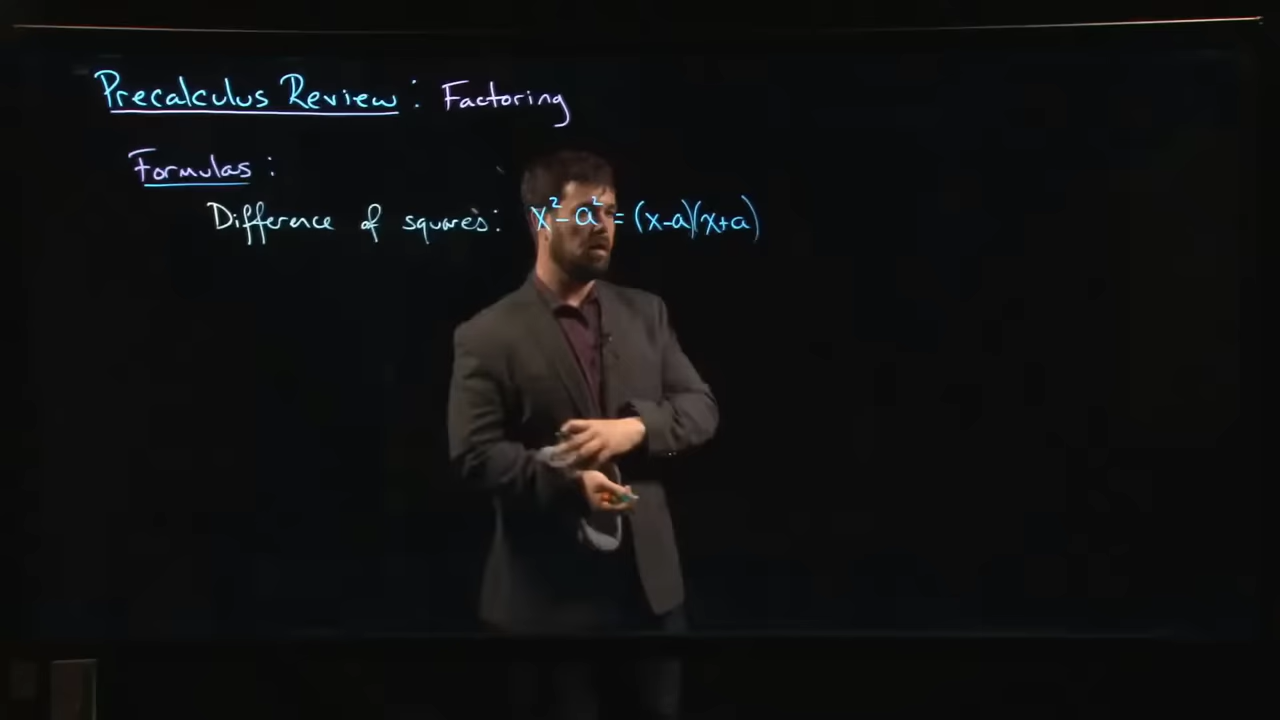 Precalculus Review: Factoring
Formulas:
Difference of squares: x² - a² = (x-a)(x+a)